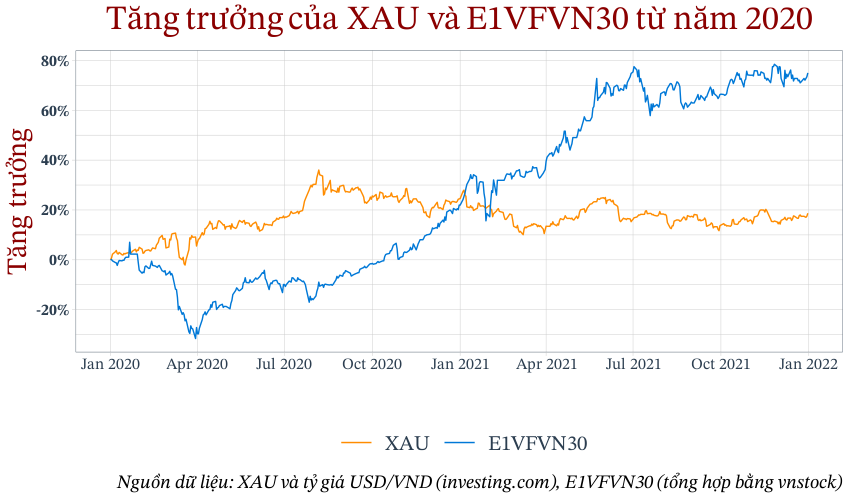 Tăng trưởng của XAU và E1VFVN30 từ năm 2020
Tăng trưởng
80%
60%
40%
20%
0%
-20%
Jan 2020 Apr 2020 Jul 2020 Oct 2020 Jan 2021 Apr 2021 Jul 2021 Oct 2021 Jan 2022
XAU E1VFVN30
Nguồn dữ liệu: XAU và tỷ giá USD/VND (investing.com), E1VFVN30 (tổng hợp bằng vnstock)